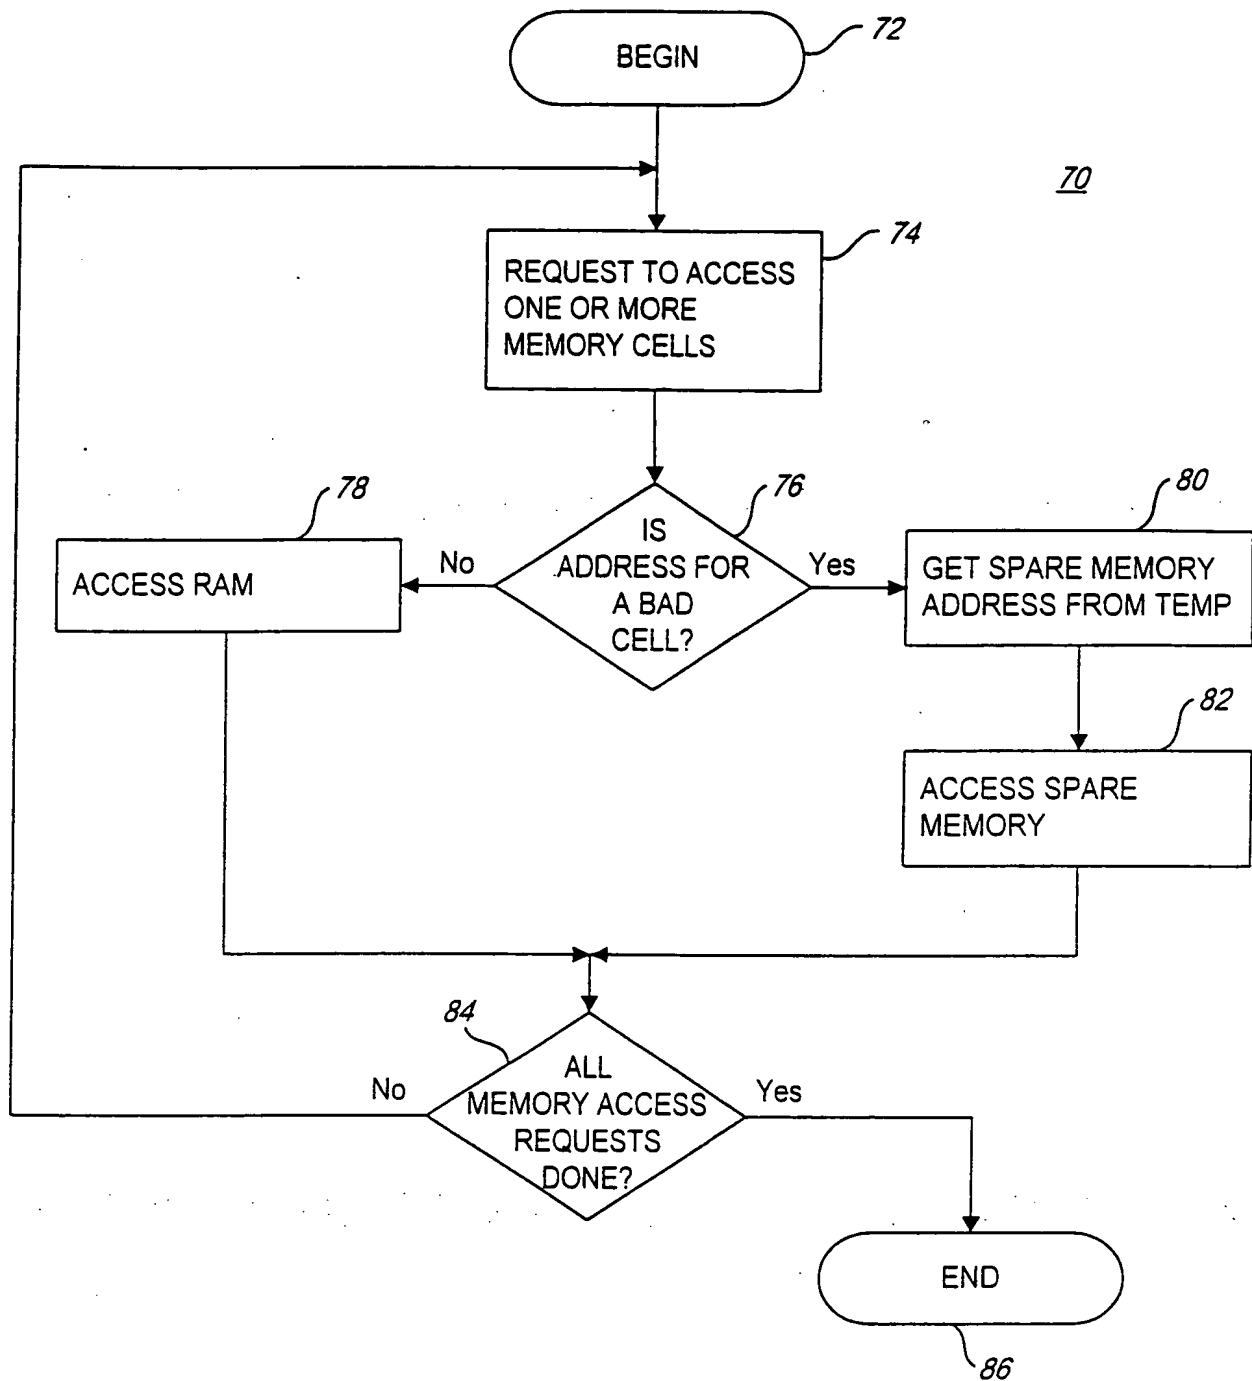 72
BEGIN
70
74
REQUEST TO ACCESS
ONE OR MORE
MEMORY CELLS
78
76
80
ACCESS RAM
No
IS
ADDRESS FOR
A BAD
CELL?
Yes
GET SPARE MEMORY
ADDRESS FROM TEMP
82
ACCESS SPARE
MEMORY
84
No
ALL
MEMORY ACCESS
REQUESTS
DONE?
Yes
END
86